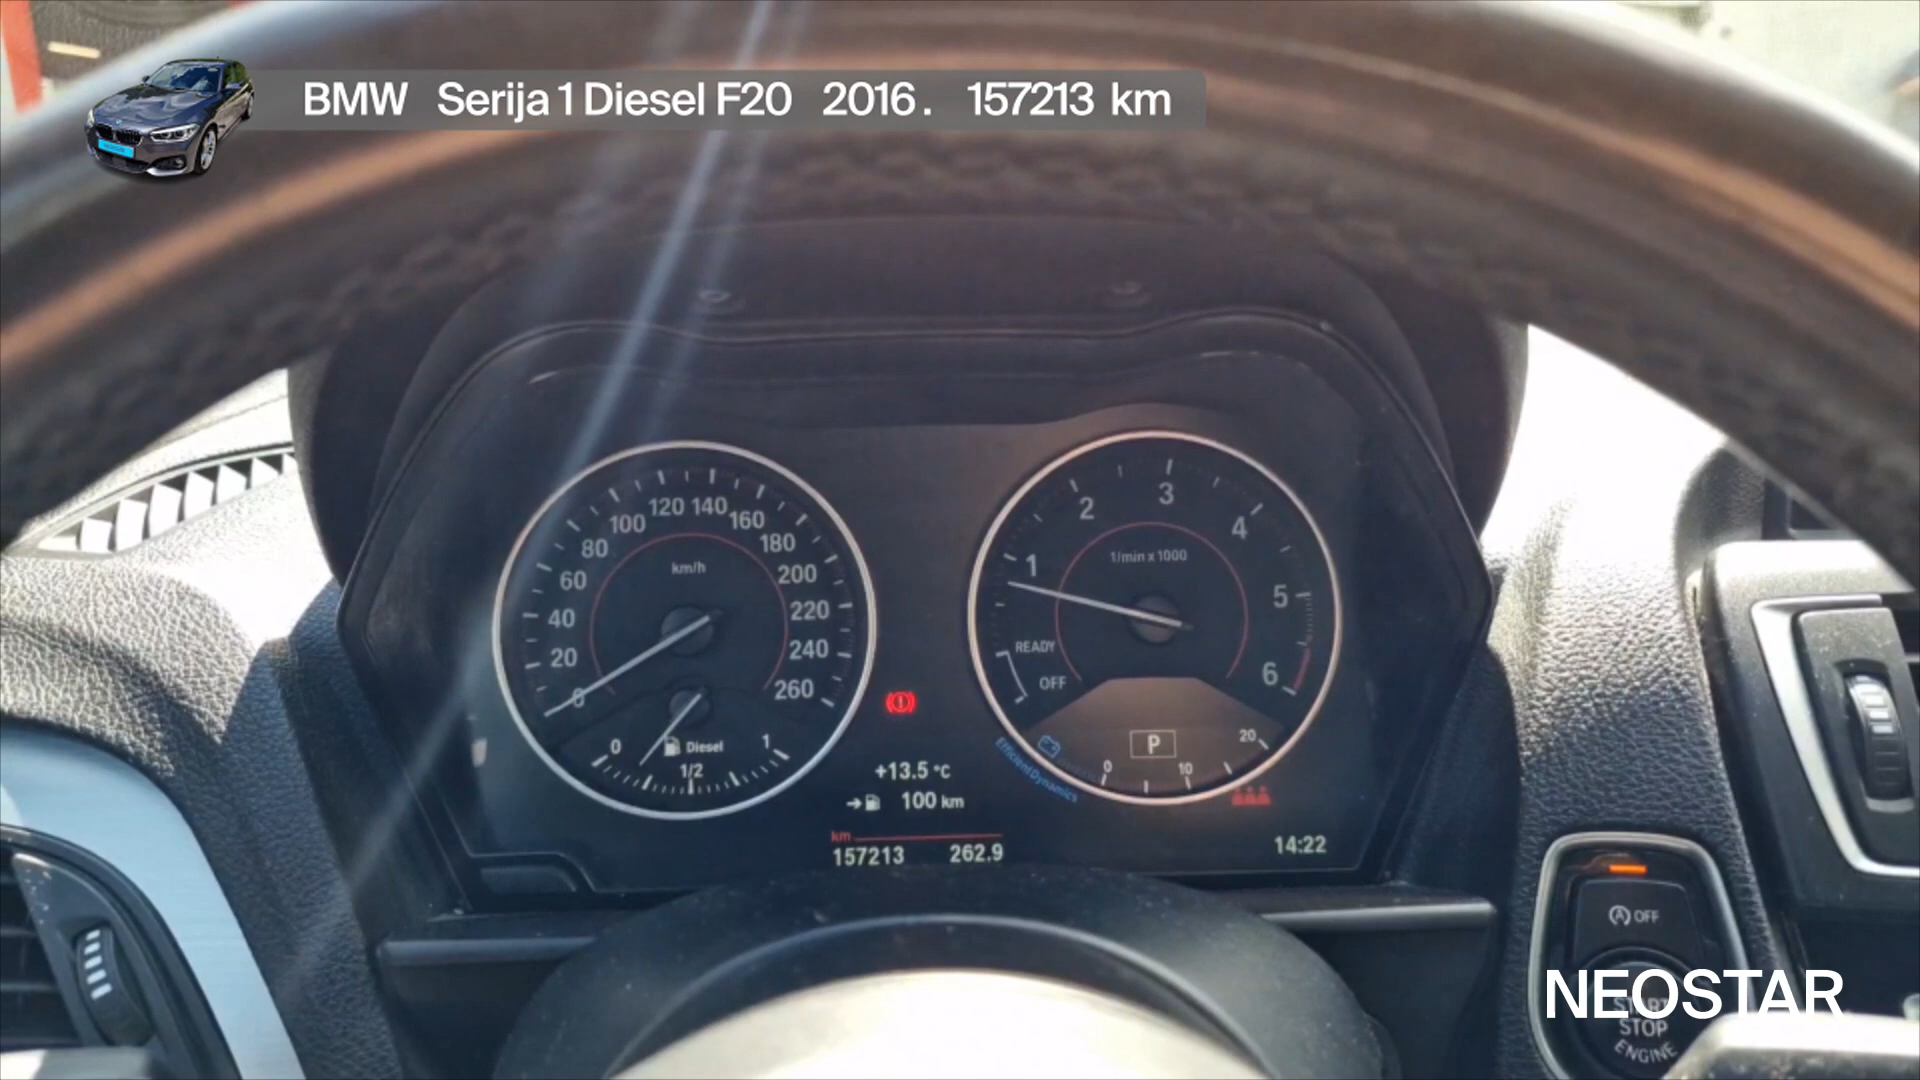 BMW Serija 1 Diesel F20 2016. 157213 km
0 20 40 60 80 100 120 140 160 180 200 220 240 260
km/h
0 1/2 1
Diesel
1 2 3 4 5 6
1/min x 1000
READY
OFF
P
0 10 20
EfficientDynamics
+13.5 °C
100 km
km
157213 262.9
14:22
OFF
START
STOP
ENGINE
NEOSTAR